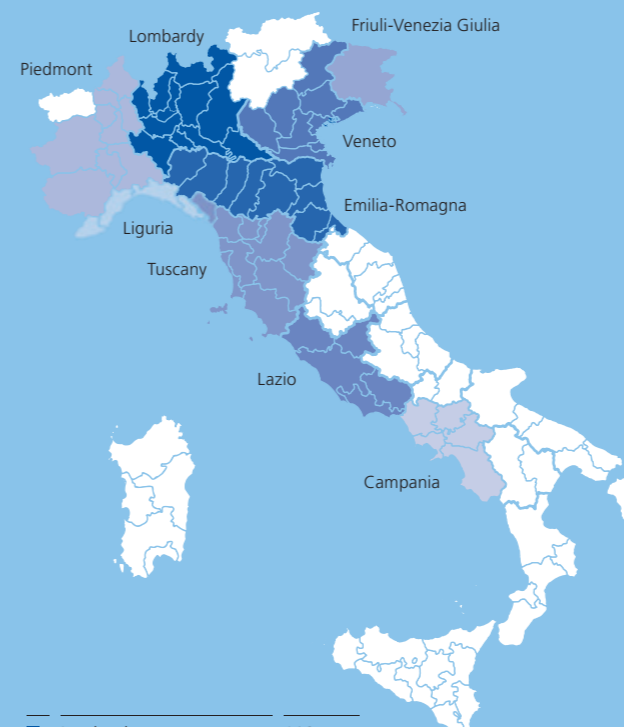 Friuli-Venezia Giulia
Lombardy
Piedmont
Veneto
Emilia-Romagna
Liguria
Tuscany
Lazio
Campania